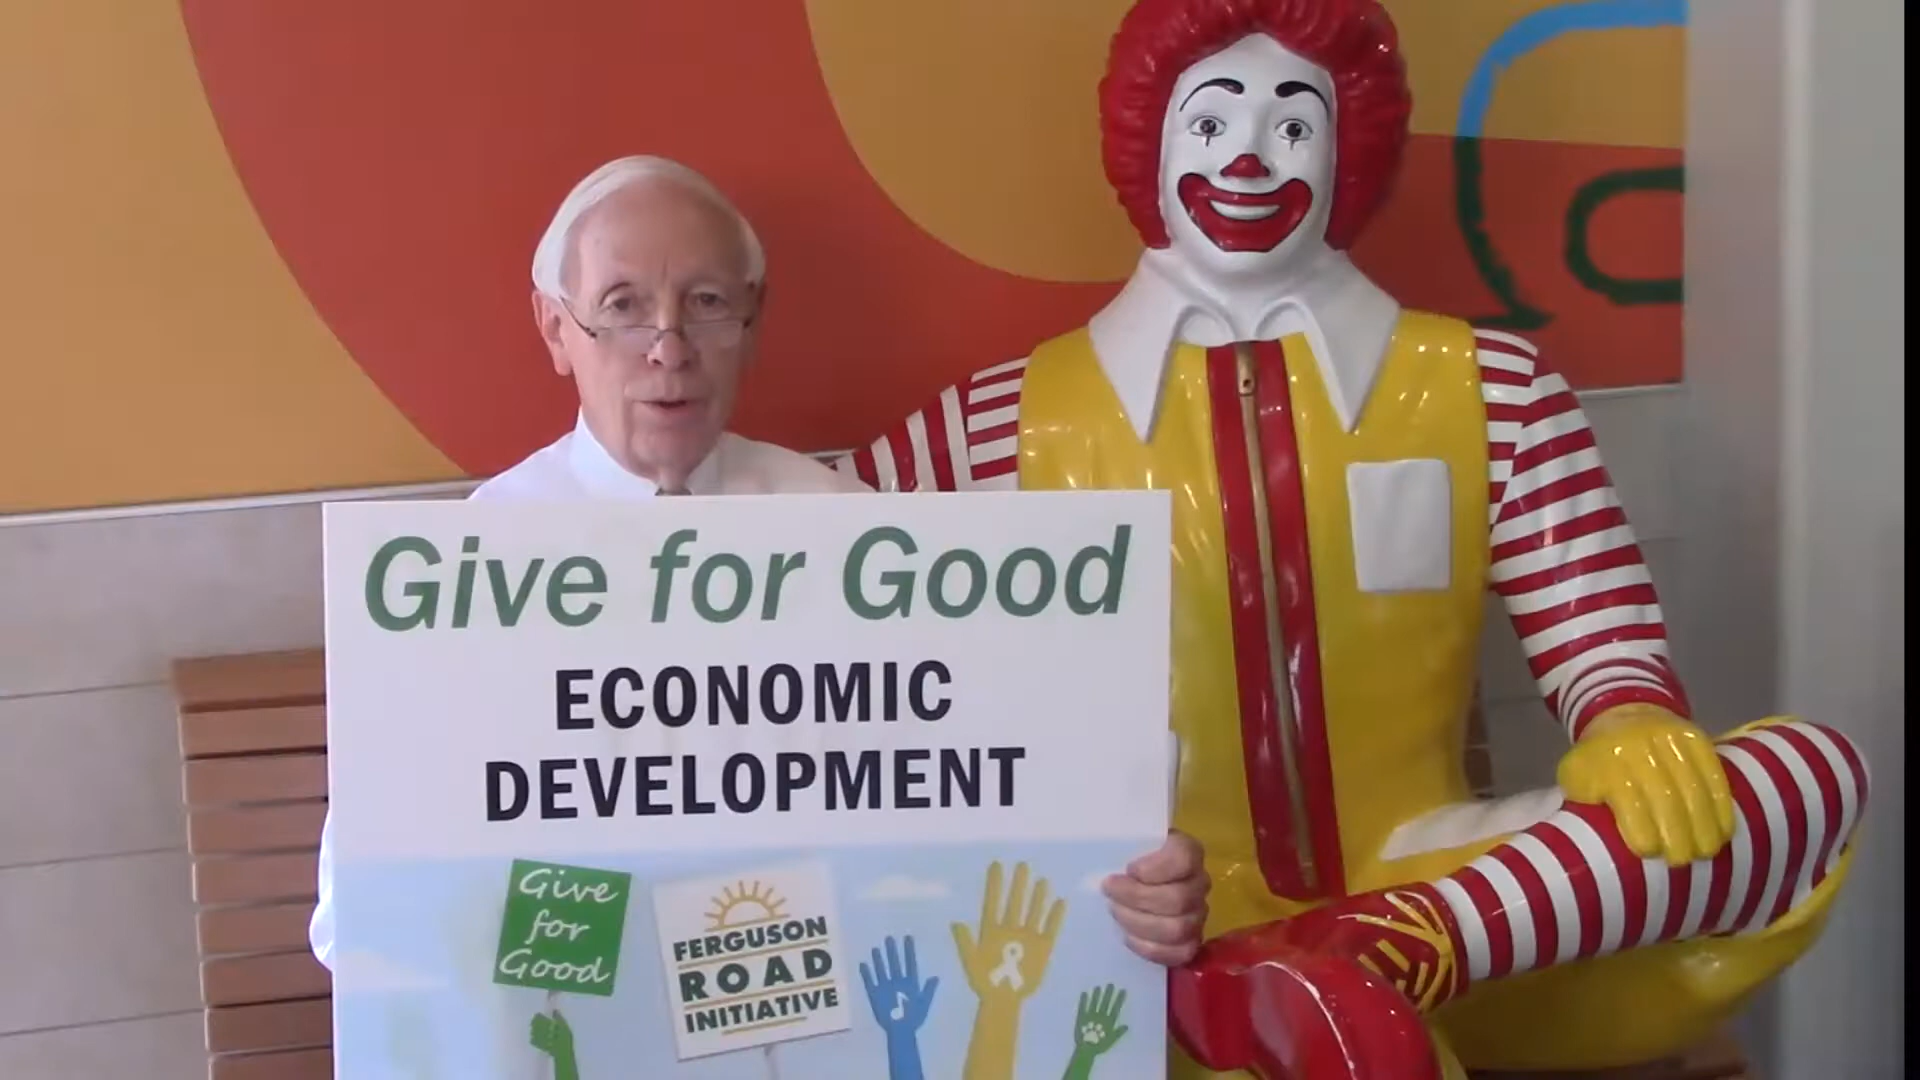 Give for Good
ECONOMIC
DEVELOPMENT
Give
for
Good
FERGUSON
ROAD
INITIATIVE